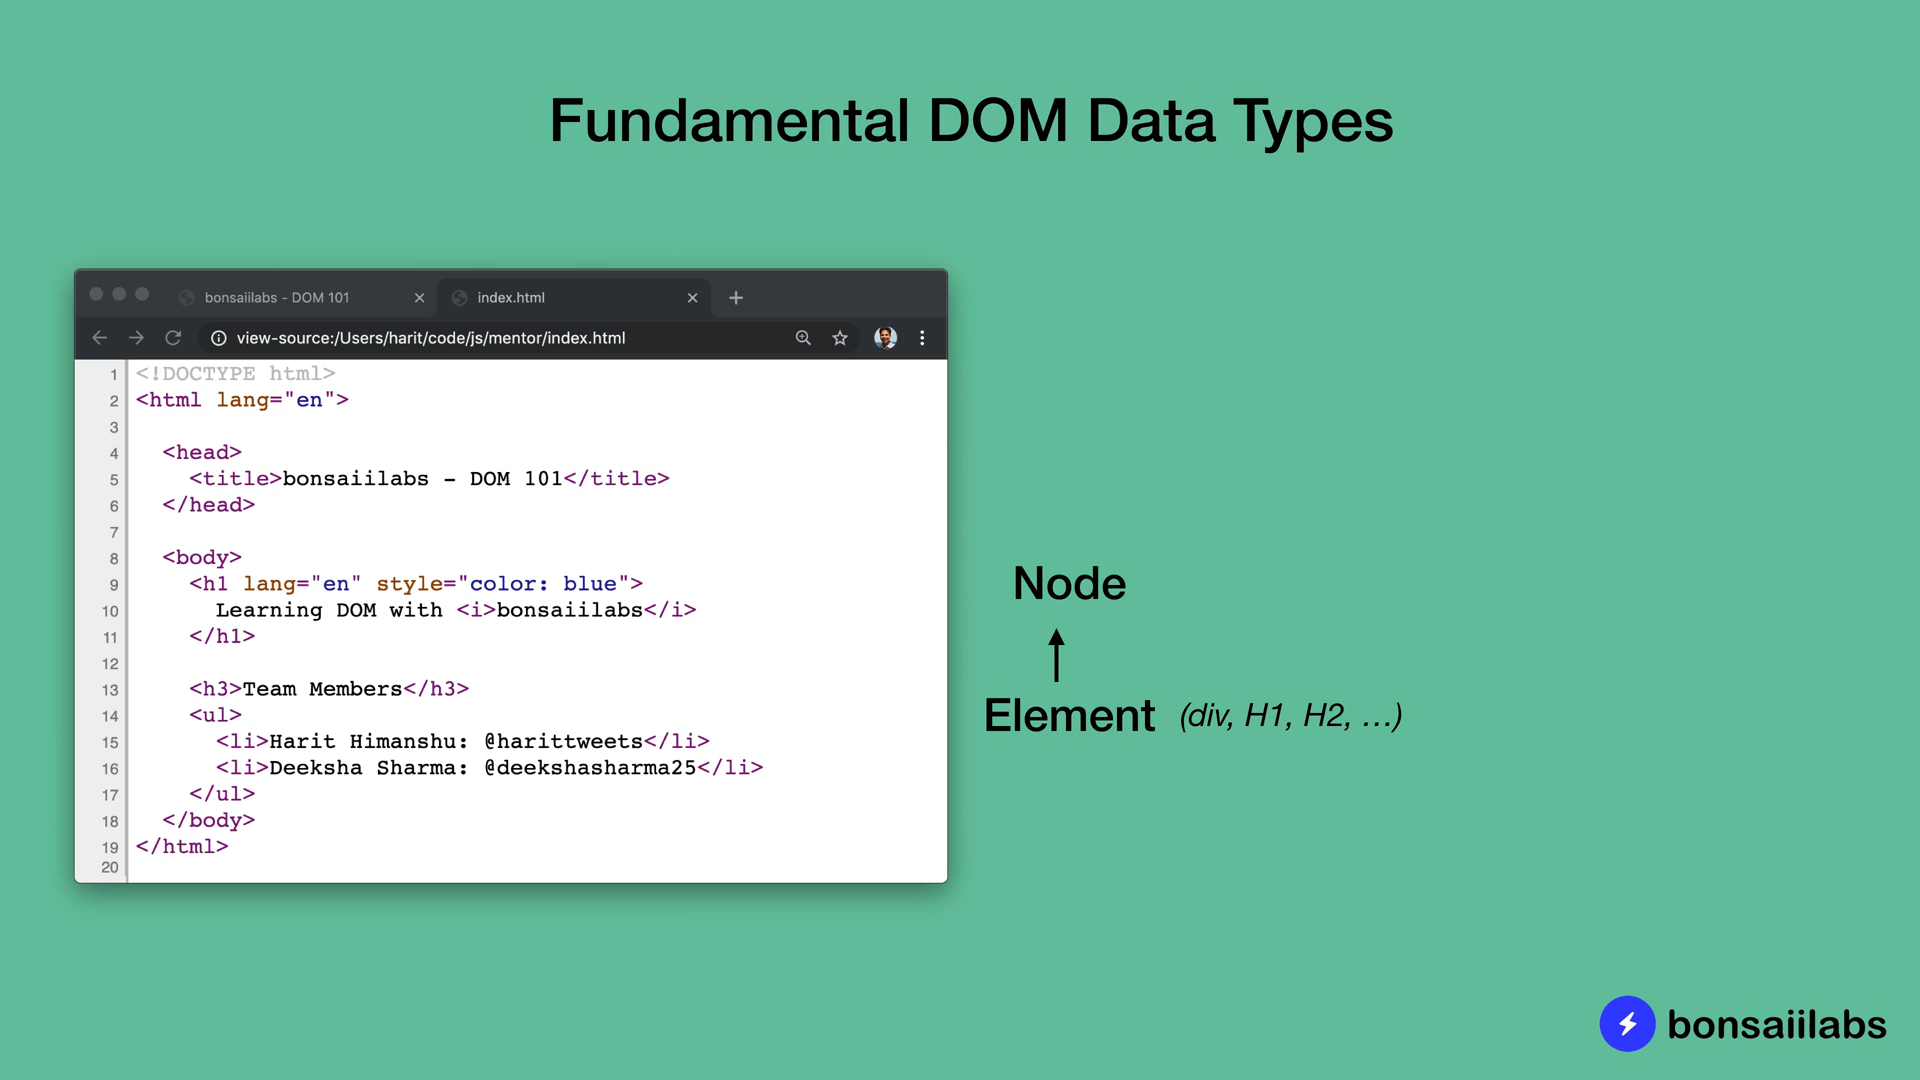 Fundamental DOM Data Types
bonsaiilabs - DOM 101
index.html
view-source:/Users/harit/code/js/mentor/index.html
1 <!DOCTYPE html>
2 <html lang="en">
3
4 <head>
5 <title>bonsaiilabs - DOM 101</title>
6 </head>
7
8 <body>
9 <h1 lang="en" style="color: blue">
10 Learning DOM with <i>bonsaiilabs</i>
11 </h1>
12
13 <h3>Team Members</h3>
14 <ul>
15 <li>Harit Himanshu: @harittweets</li>
16 <li>Deeksha Sharma: @deekshasharma25</li>
17 </ul>
18 </body>
19 </html>
20
Node
Element (div, H1, H2, …)
bonsaiilabs